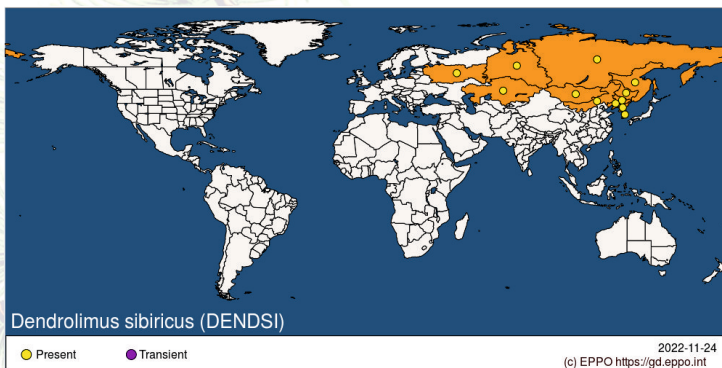 Dendrolimus sibiricus (DENDSI)
Present
Transient
2022-11-24
(c) EPPO https://gd.eppo.int